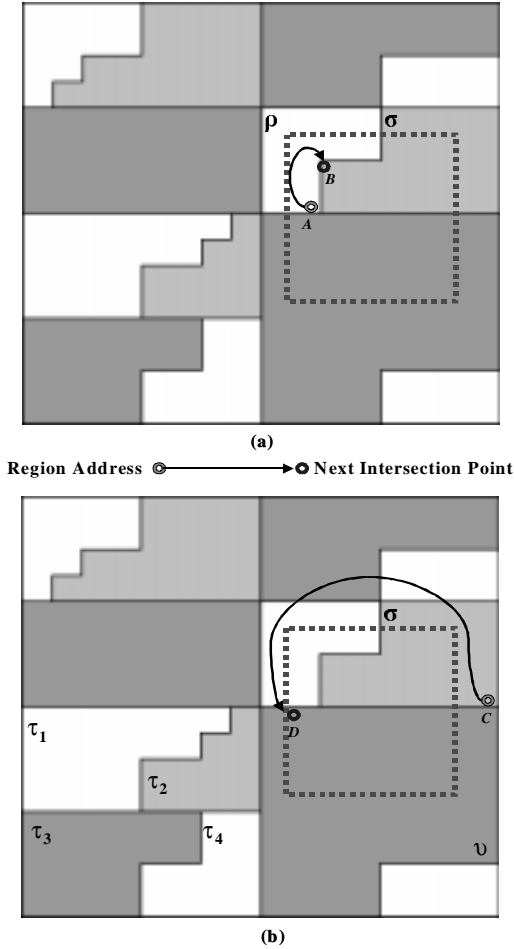 ρ σ
B
A
(a)
Region Address Next Intersection Point
σ
C
D
τ1
τ2
τ3 τ4
υ
(b)